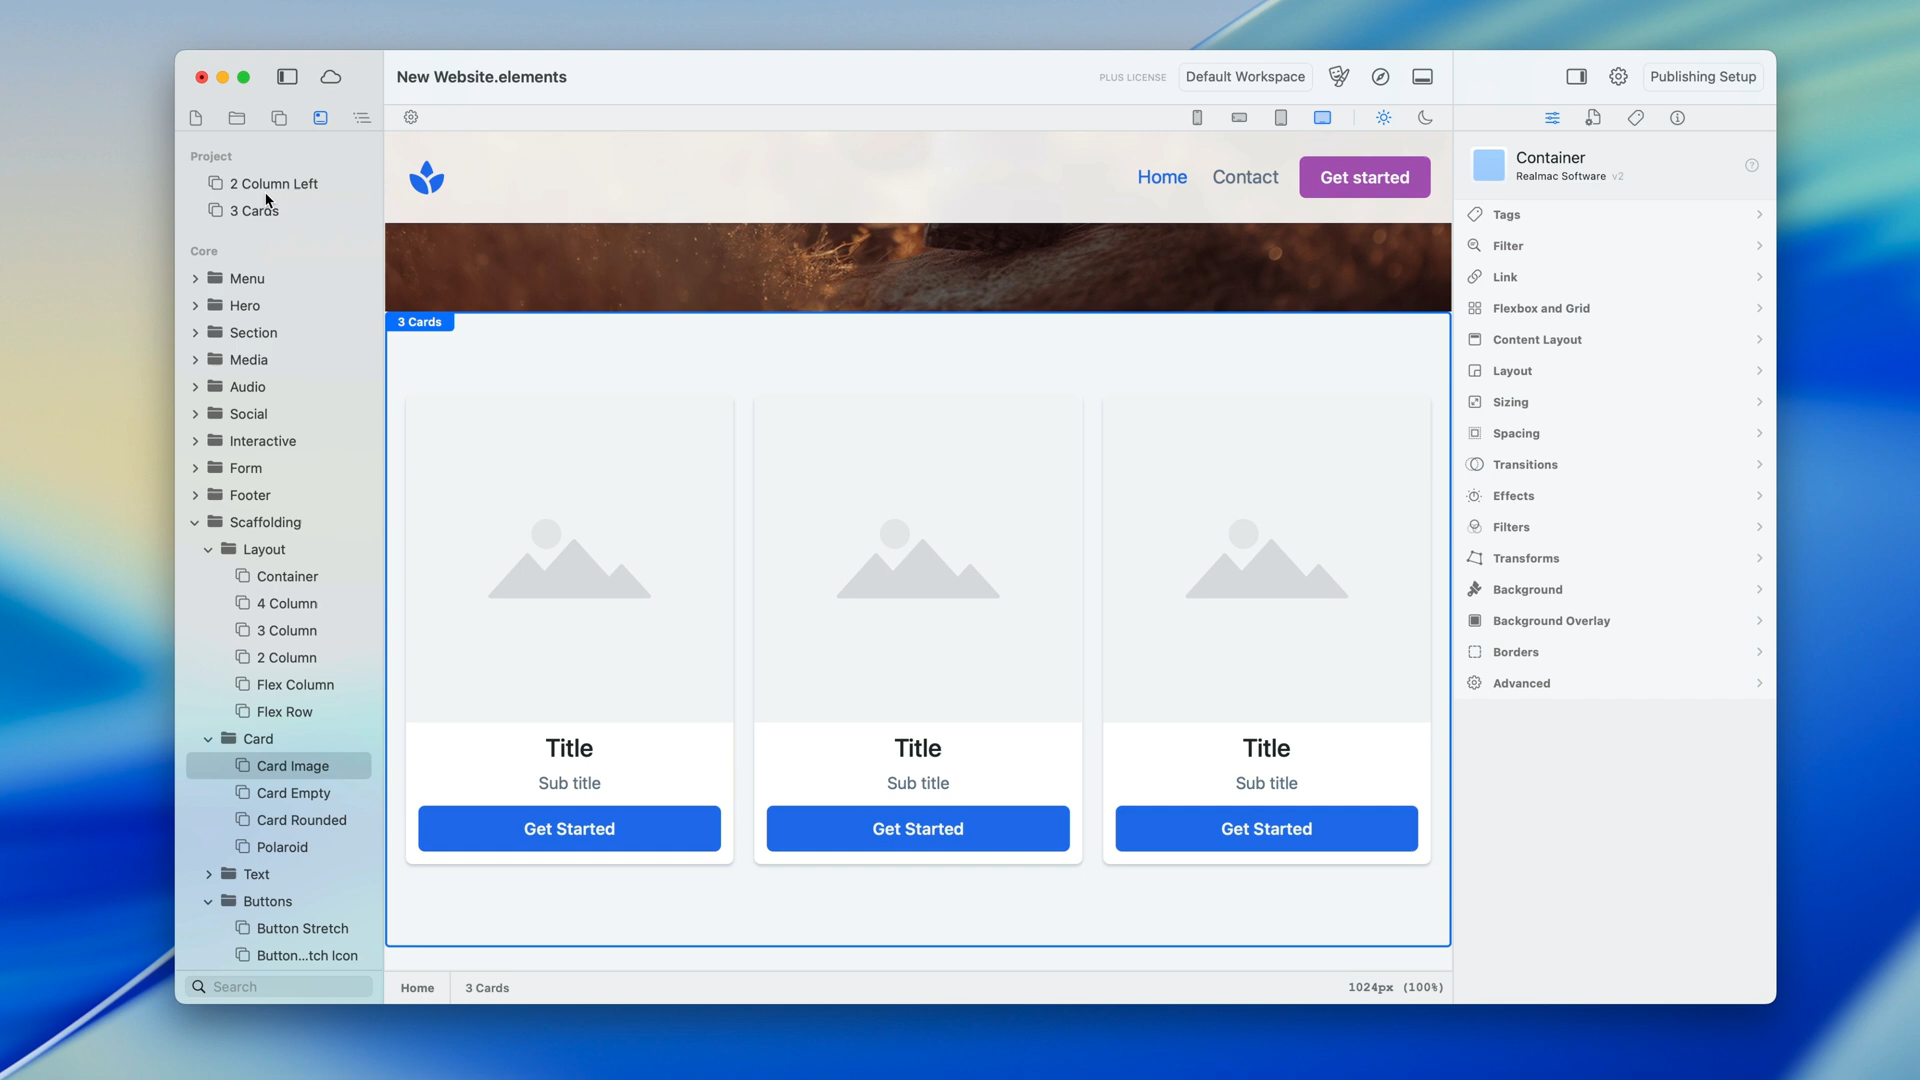 New Website.elements
PLUS LICENSE
Default Workspace
Publishing Setup
Project
2 Column Left
3 Cards
Core
Menu
Hero
Section
Media
Audio
Social
Interactive
Form
Footer
Scaffolding
Layout
Container
4 Column
3 Column
2 Column
Flex Column
Flex Row
Card
Card Image
Card Empty
Card Rounded
Polaroid
Text
Buttons
Button Stretch
Button...tch Icon
Search
Home
Contact
Get started
3 Cards
Title
Sub title
Get Started
Title
Sub title
Get Started
Title
Sub title
Get Started
Home
3 Cards
1024px (100%)
Container
Realmac Software v2
Tags
Filter
Link
Flexbox and Grid
Content Layout
Layout
Sizing
Spacing
Transitions
Effects
Filters
Transforms
Background
Background Overlay
Borders
Advanced